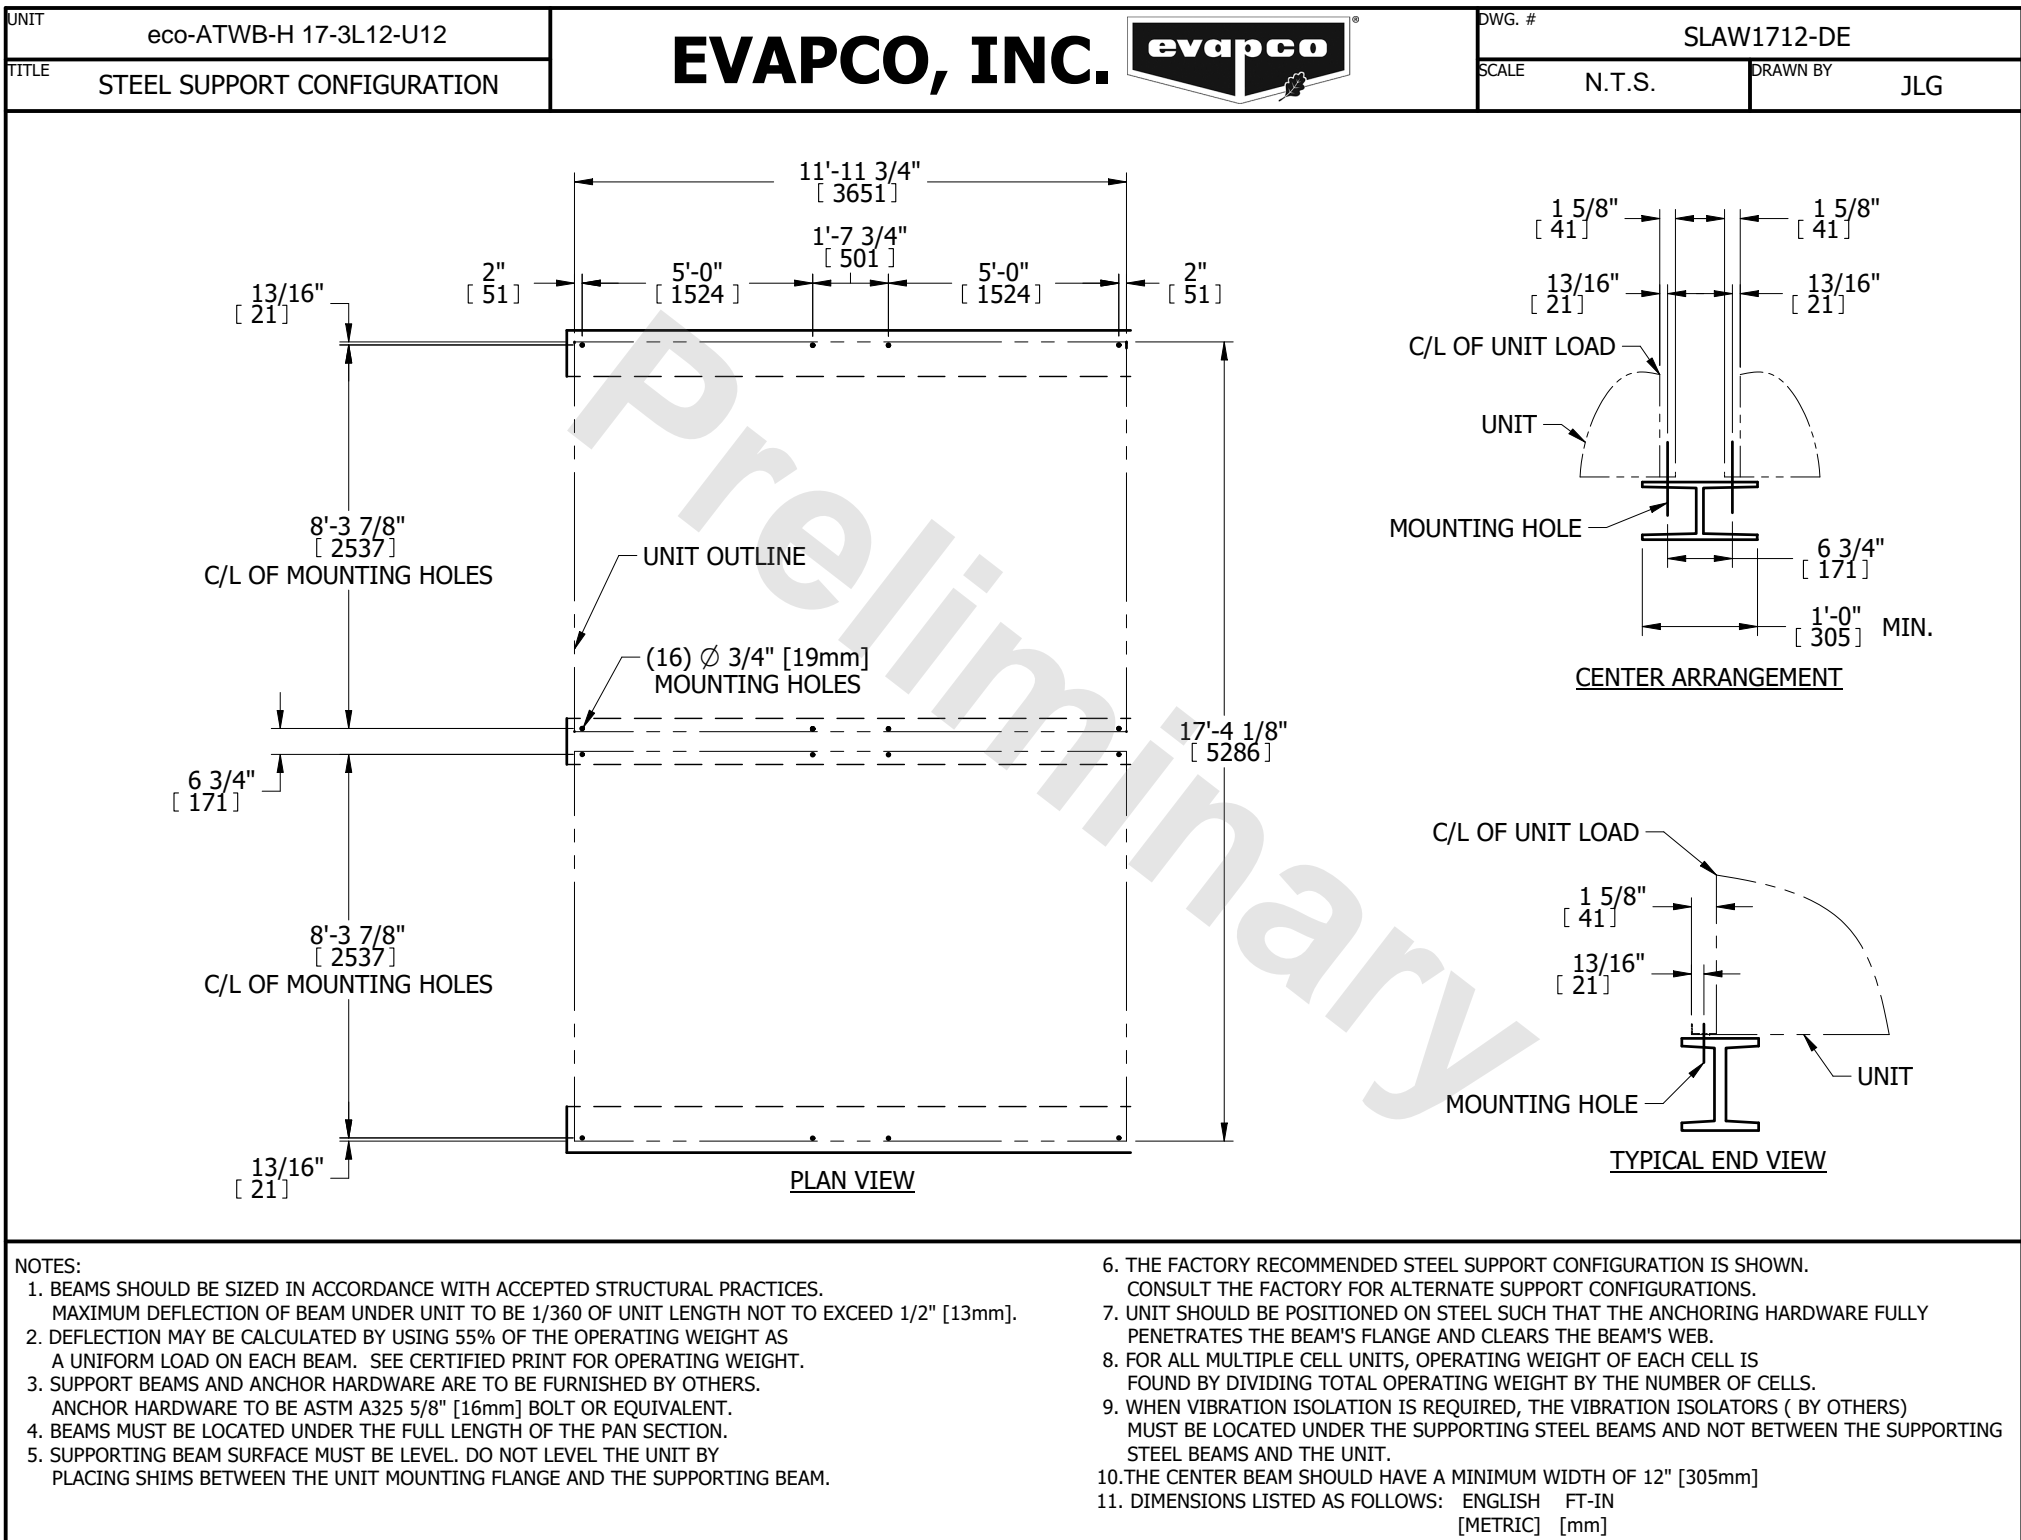 UNIT
eco-ATWB-H 17-3L12-U12
TITLE
STEEL SUPPORT CONFIGURATION
EVAPCO, INC.
evapco
®
DWG. #
SLAW1712-DE
SCALE
N.T.S.
DRAWN BY
JLG
11'-11 3/4"
[ 3651]
1'-7 3/4"
[ 501 ]
2"
[ 51]
5'-0"
[ 1524 ]
5'-0"
[ 1524]
2"
[ 51]
13/16"
[ 21]
8'-3 7/8"
[ 2537]
C/L OF MOUNTING HOLES
UNIT OUTLINE
(16) Ø 3/4" [19mm]
MOUNTING HOLES
6 3/4"
[ 171]
17'-4 1/8"
[ 5286]
8'-3 7/8"
[ 2537]
C/L OF MOUNTING HOLES
13/16"
[ 21]
PLAN VIEW
Preliminary
1 5/8"
[ 41]
1 5/8"
[ 41]
13/16"
[ 21]
13/16"
[ 21]
C/L OF UNIT LOAD
UNIT
MOUNTING HOLE
6 3/4"
[ 171]
1'-0"
[ 305] MIN.
CENTER ARRANGEMENT
C/L OF UNIT LOAD
1 5/8"
[ 41]
13/16"
[ 21]
UNIT
MOUNTING HOLE
TYPICAL END VIEW
NOTES:
1. BEAMS SHOULD BE SIZED IN ACCORDANCE WITH ACCEPTED STRUCTURAL PRACTICES.
MAXIMUM DEFLECTION OF BEAM UNDER UNIT TO BE 1/360 OF UNIT LENGTH NOT TO EXCEED 1/2" [13mm].
2. DEFLECTION MAY BE CALCULATED BY USING 55% OF THE OPERATING WEIGHT AS
A UNIFORM LOAD ON EACH BEAM. SEE CERTIFIED PRINT FOR OPERATING WEIGHT.
3. SUPPORT BEAMS AND ANCHOR HARDWARE ARE TO BE FURNISHED BY OTHERS.
ANCHOR HARDWARE TO BE ASTM A325 5/8" [16mm] BOLT OR EQUIVALENT.
4. BEAMS MUST BE LOCATED UNDER THE FULL LENGTH OF THE PAN SECTION.
5. SUPPORTING BEAM SURFACE MUST BE LEVEL. DO NOT LEVEL THE UNIT BY
PLACING SHIMS BETWEEN THE UNIT MOUNTING FLANGE AND THE SUPPORTING BEAM.
6. THE FACTORY RECOMMENDED STEEL SUPPORT CONFIGURATION IS SHOWN.
CONSULT THE FACTORY FOR ALTERNATE SUPPORT CONFIGURATIONS.
7. UNIT SHOULD BE POSITIONED ON STEEL SUCH THAT THE ANCHORING HARDWARE FULLY
PENETRATES THE BEAM'S FLANGE AND CLEARS THE BEAM'S WEB.
8. FOR ALL MULTIPLE CELL UNITS, OPERATING WEIGHT OF EACH CELL IS
FOUND BY DIVIDING TOTAL OPERATING WEIGHT BY THE NUMBER OF CELLS.
9. WHEN VIBRATION ISOLATION IS REQUIRED, THE VIBRATION ISOLATORS ( BY OTHERS)
MUST BE LOCATED UNDER THE SUPPORTING STEEL BEAMS AND NOT BETWEEN THE SUPPORTING
STEEL BEAMS AND THE UNIT.
10.THE CENTER BEAM SHOULD HAVE A MINIMUM WIDTH OF 12" [305mm]
11. DIMENSIONS LISTED AS FOLLOWS: ENGLISH FT-IN
[METRIC] [mm]